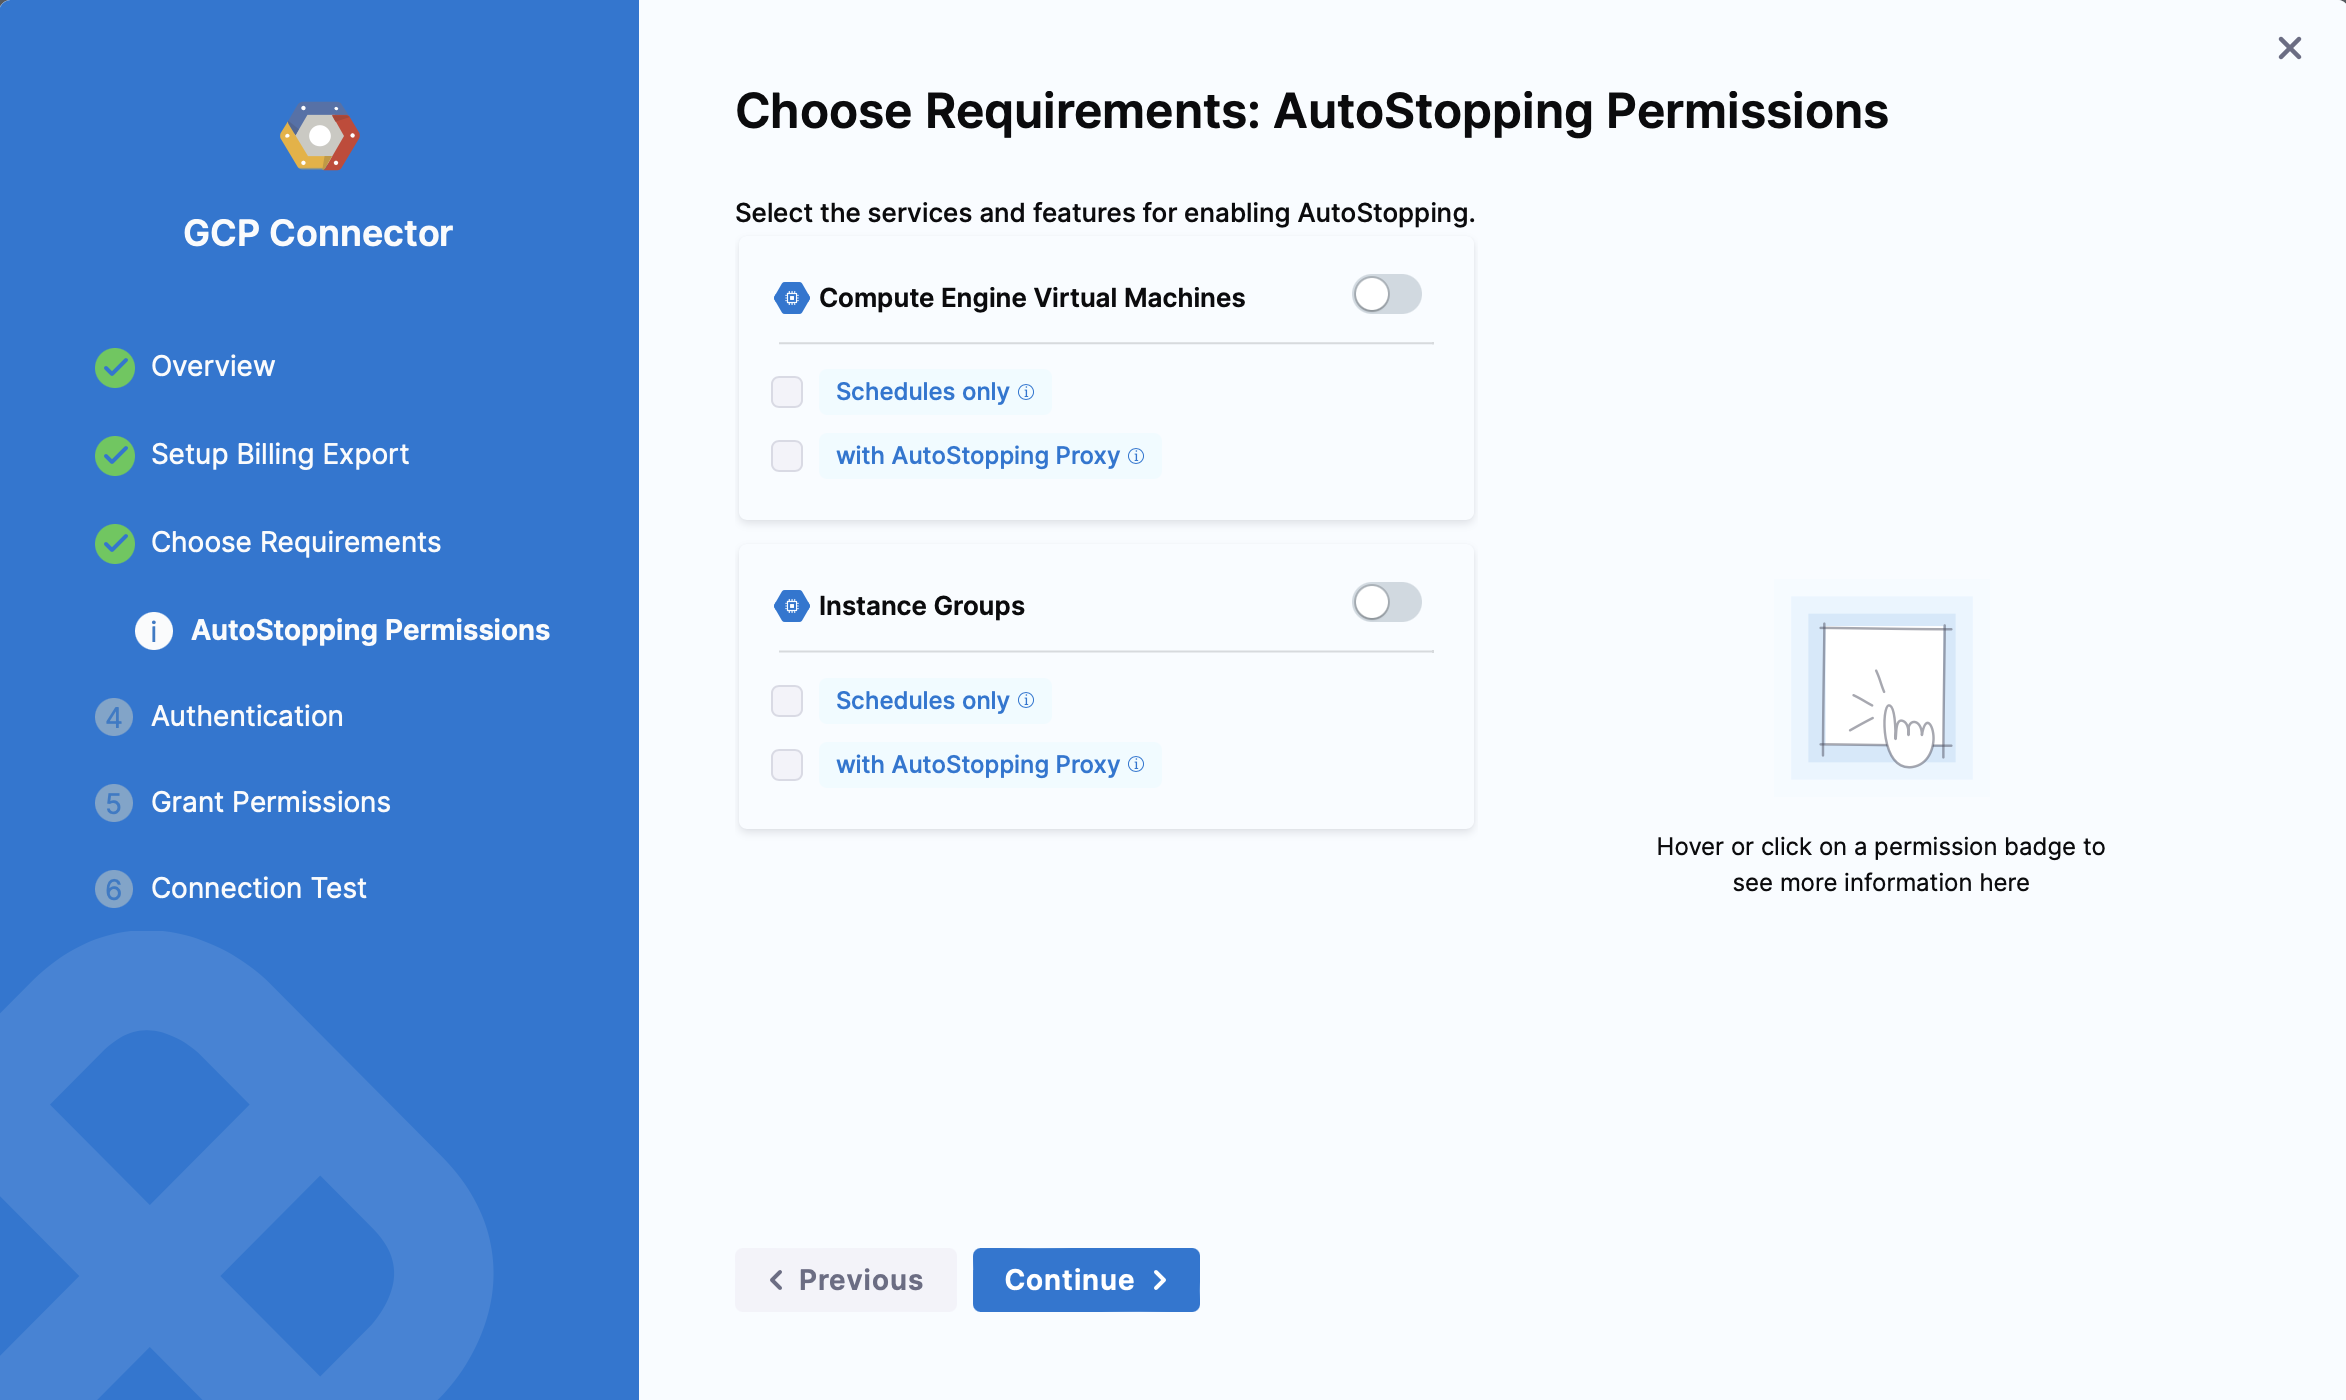 GCP Connector
Overview
Setup Billing Export
Choose Requirements
i AutoStopping Permissions
4 Authentication
5 Grant Permissions
6 Connection Test
Choose Requirements: AutoStopping Permissions
Select the services and features for enabling AutoStopping.
Compute Engine Virtual Machines
Schedules only
with AutoStopping Proxy
Instance Groups
Schedules only
with AutoStopping Proxy
Hover or click on a permission badge to
see more information here
Previous
Continue